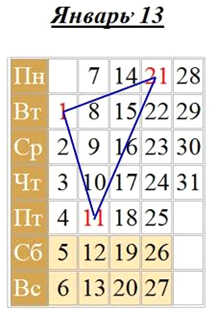 Январь 13
Пн 7 14 21 28
Вт 1 8 15 22 29
Ср 2 9 16 23 30
Чт 3 10 17 24 31
Пт 4 11 18 25
Сб 5 12 19 26
Вс 6 13 20 27